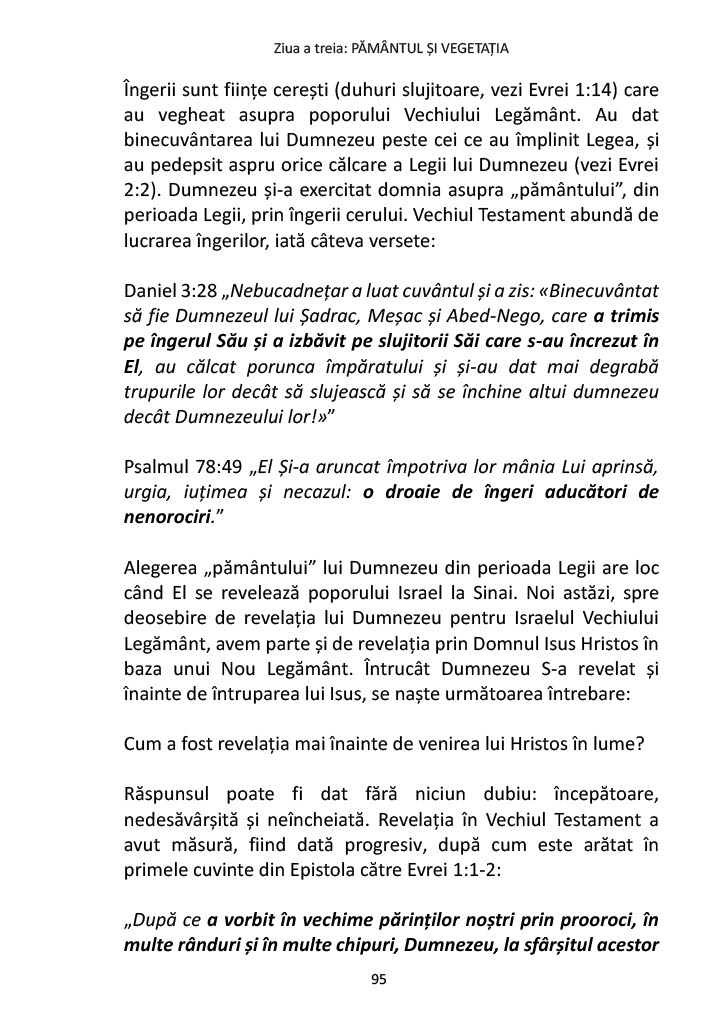 Ziua a treia: PĂMÂNTUL ȘI VEGETAȚIA
Îngerii sunt ființe cerești (duhuri slujitoare, vezi Evrei 1:14) care
au vegheat asupra poporului Vechiului Legământ. Au dat
binecuvântarea lui Dumnezeu peste cei ce au împlinit Legea, și
au pedepsit aspru orice călcare a Legii lui Dumnezeu (vezi Evrei
2:2). Dumnezeu și-a exercitat domnia asupra „pământului”, din
perioada Legii, prin îngerii cerului. Vechiul Testament abundă de
lucrarea îngerilor, iată câteva versete:
Daniel 3:28 „Nebucadnețar a luat cuvântul și a zis: «Binecuvântat
să fie Dumnezeul lui Șadrac, Meșac și Abed-Nego, care a trimis
pe îngerul Său și a izbăvit pe slujitorii Săi care s-au încrezut în
El, au călcat porunca împăratului și și-au dat mai degrabă
trupurile lor decât să slujească și să se închine altui dumnezeu
decât Dumnezeului lor!»”
Psalmul 78:49 „El Și-a aruncat împotriva lor mânia Lui aprinsă,
urgia, iuțimea și necazul: o droaie de îngeri aducători de
nenorociri.”
Alegerea „pământului” lui Dumnezeu din perioada Legii are loc
când El se revelează poporului Israel la Sinai. Noi astăzi, spre
deosebire de revelația lui Dumnezeu pentru Israelul Vechiului
Legământ, avem parte și de revelația prin Domnul Isus Hristos în
baza unui Nou Legământ. Întrucât Dumnezeu S-a revelat și
înainte de întruparea lui Isus, se naște următoarea întrebare:
Cum a fost revelația mai înainte de venirea lui Hristos în lume?
Răspunsul poate fi dat fără niciun dubiu: începătoare,
nedesăvârșită și neîncheiată. Revelația în Vechiul Testament a
avut măsură, fiind dată progresiv, după cum este arătat în
primele cuvinte din Epistola către Evrei 1:1-2:
„După ce a vorbit în vechime părinților noștri prin prooroci, în
multe rânduri și în multe chipuri, Dumnezeu, la sfârșitul acestor
95